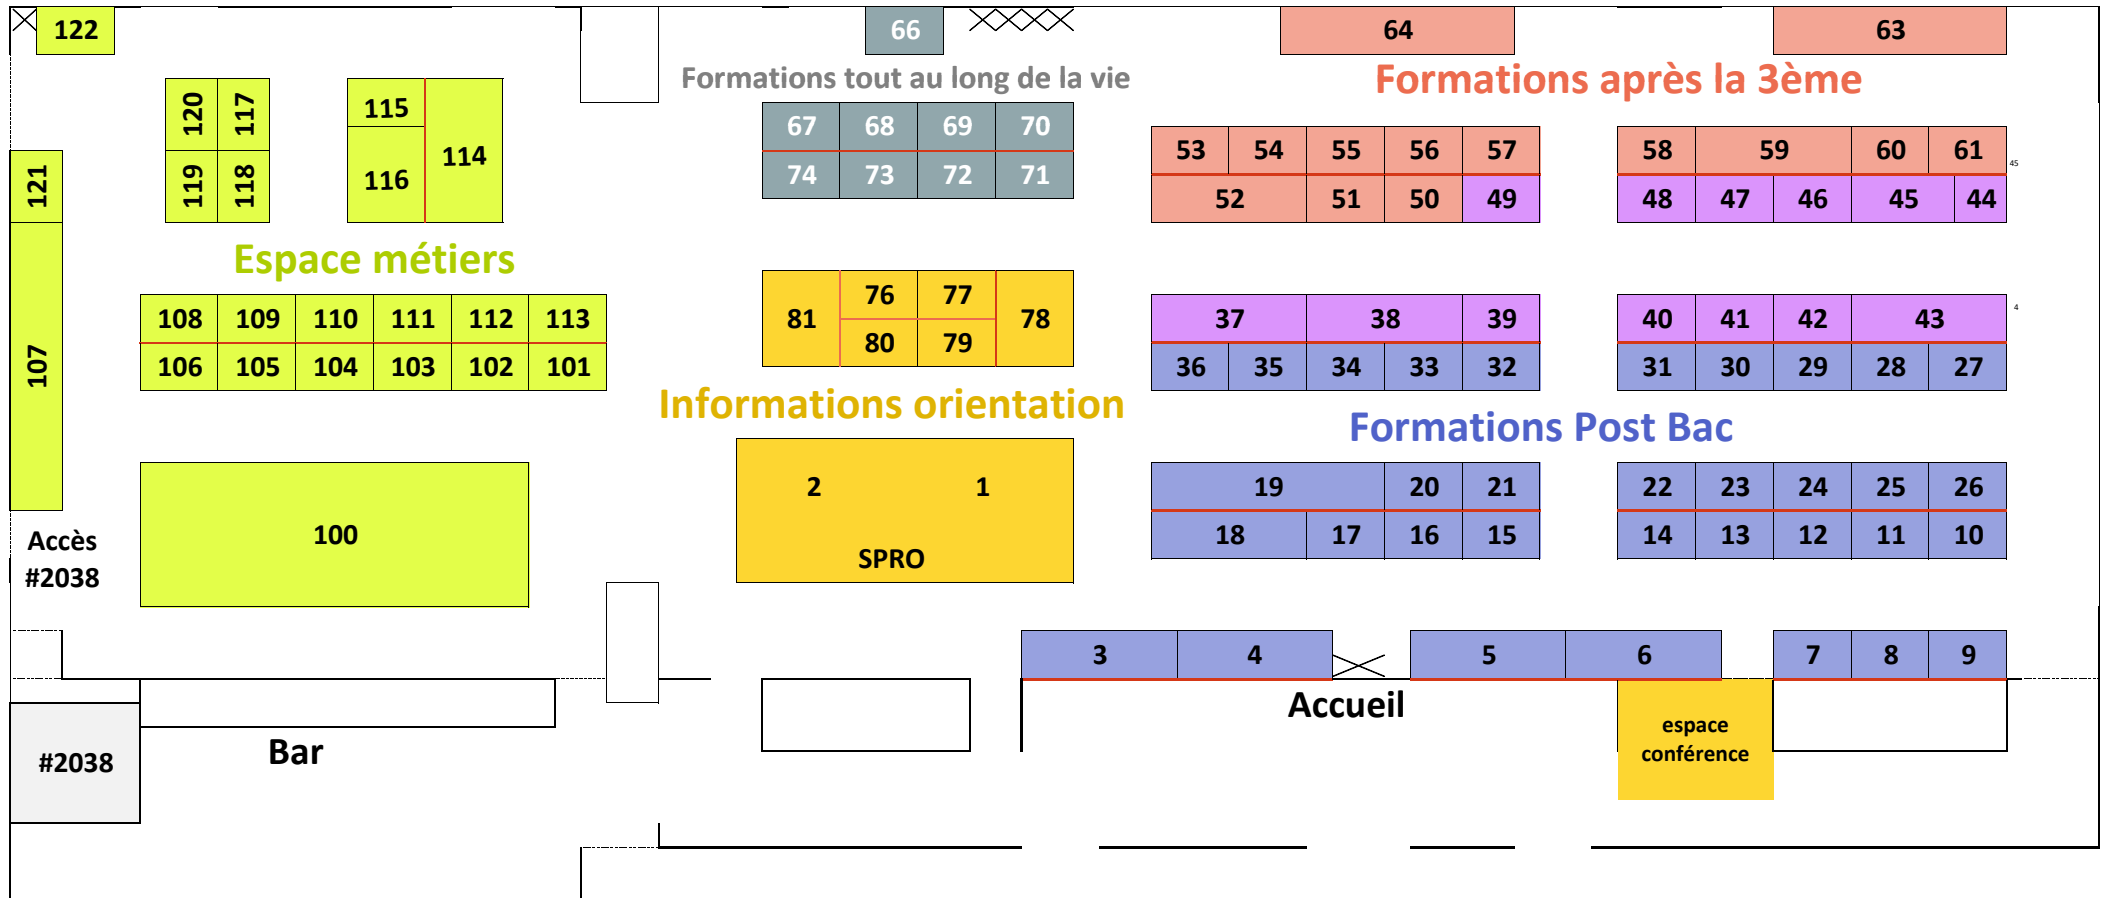 122 66 64 63
Formations tout au long de la vie
Formations après la 3ème
120 117 115 114
67 68 69 70
53 54 55 56 57
58 59 60 61
45
121 119 118 116
74 73 72 71
52 51 50 49
48 47 46 45 44
Espace métiers
107
108 109 110 111 112 113
106 105 104 103 102 101
81 76 77 78
80 79
37 38 39
40 41 42 43
4
36 35 34 33 32
31 30 29 28 27
Informations orientation
Formations Post Bac
100
2 1
SPRO
19 20 21
22 23 24 25 26
18 17 16 15
14 13 12 11 10
Accès
#2038
3 4 5 6 7 8 9
Accueil
espace
conférence
Bar
#2038